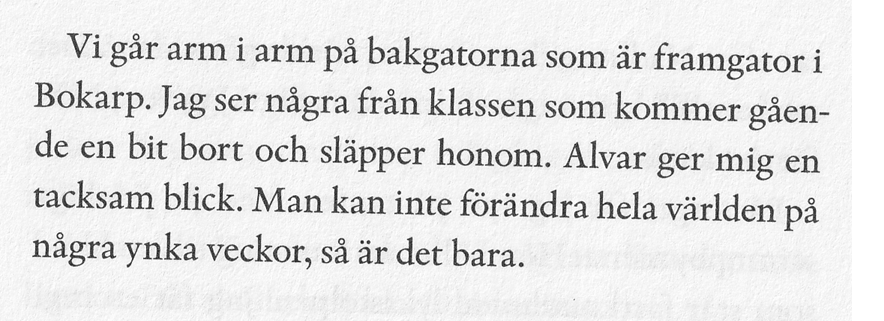 Vi går arm i arm på bakgatorna som är framgator i
Bokarp. Jag ser några från klassen som kommer gåen-
de en bit bort och släpper honom. Alvar ger mig en
tacksam blick. Man kan inte förändra hela världen på
några ynka veckor, så är det bara.